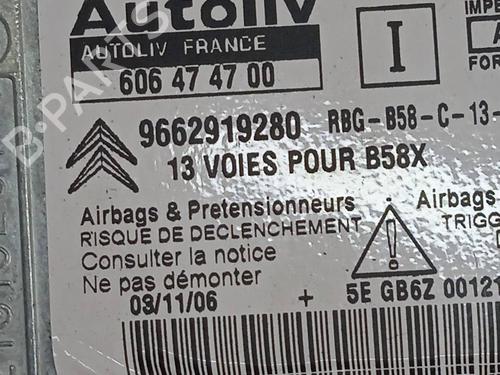 Autoliv
AUTOLIV FRANCE
606 47 47 00
I
FOR
9662919280 RBG-B58-C-13-
13 VOIES POUR B58X
Airbags & Pretensionneurs
RISQUE DE DECLENCHEMENT
Consulter la notice
Ne pas démonter
Airbags
TRIGG
03/11/06 + 5E GB6Z 00121
B-PARTS